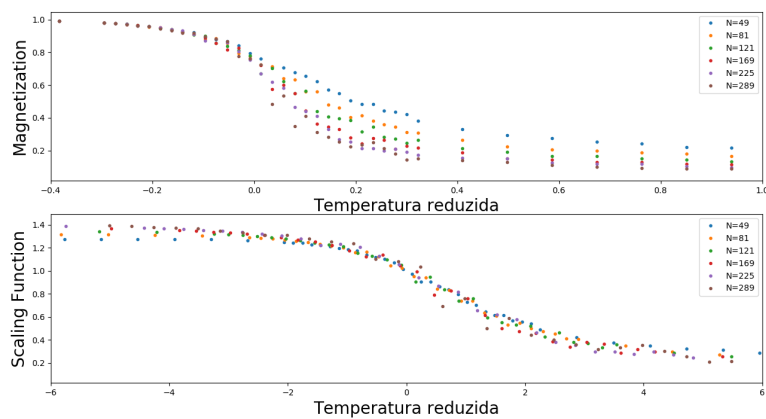 1.0
0.8
0.6
0.4
0.2
Magnetization
N=49
N=81
N=121
N=169
N=225
N=289
−0.4 −0.2 0.0 0.2 0.4 0.6 0.8 1.0
Temperatura reduzida
1.4
1.2
1.0
0.8
0.6
0.4
0.2
Scaling Function
N=49
N=81
N=121
N=169
N=225
N=289
−6 −4 −2 0 2 4 6
Temperatura reduzida